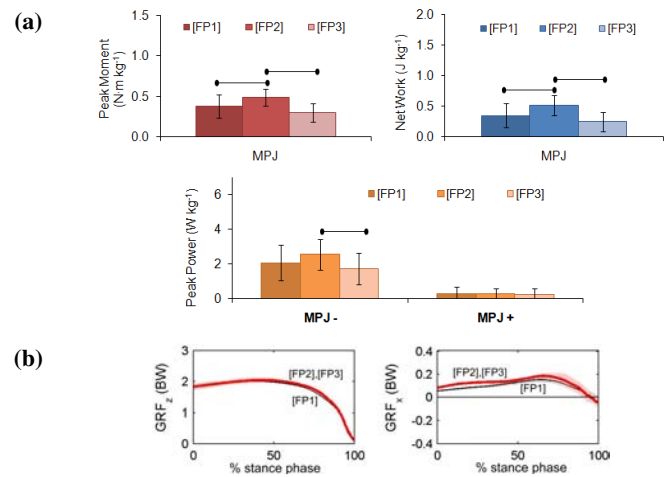 (a)
[FP1] [FP2] [FP3]
Peak Moment
(N·m kg⁻¹)
1.5
1.0
0.5
0.0
MPJ
[FP1] [FP2] [FP3]
Net Work (J kg⁻¹)
2.0
1.5
1.0
0.5
0.0
MPJ
[FP1] [FP2] [FP3]
Peak Power (W kg⁻¹)
6
4
2
0
MPJ - MPJ +
(b)
GRFz (BW)
3
2
1
0
[FP2],[FP3]
[FP1]
0 50 100
% stance phase
GRFx (BW)
0.4
0.2
0
-0.2
-0.4
[FP2],[FP3]
[FP1]
0 50 100
% stance phase